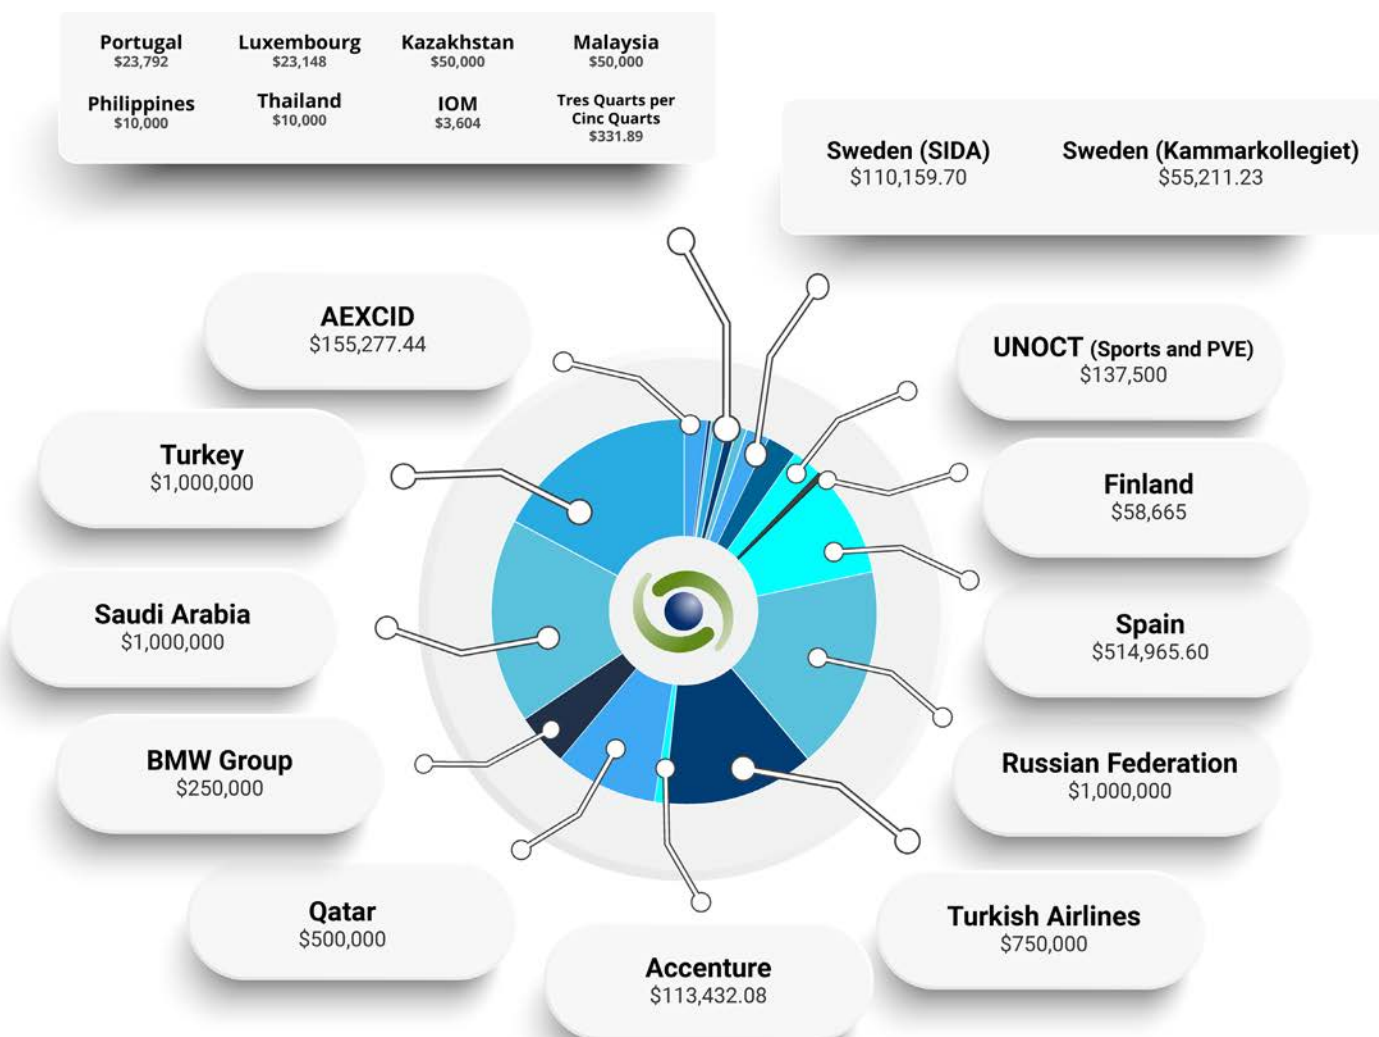 Portugal
$23,792
Luxembourg
$23,148
Kazakhstan
$50,000
Malaysia
$50,000
Philippines
$10,000
Thailand
$10,000
IOM
$3,604
Tres Quarts per
Cinc Quarts
$331.89
Sweden (SIDA)
$110,159.70
Sweden (Kammarkollegiet)
$55,211.23
AEXCID
$155,277.44
UNOCT (Sports and PVE)
$137,500
Turkey
$1,000,000
Finland
$58,665
Saudi Arabia
$1,000,000
Spain
$514,965.60
BMW Group
$250,000
Russian Federation
$1,000,000
Qatar
$500,000
Turkish Airlines
$750,000
Accenture
$113,432.08